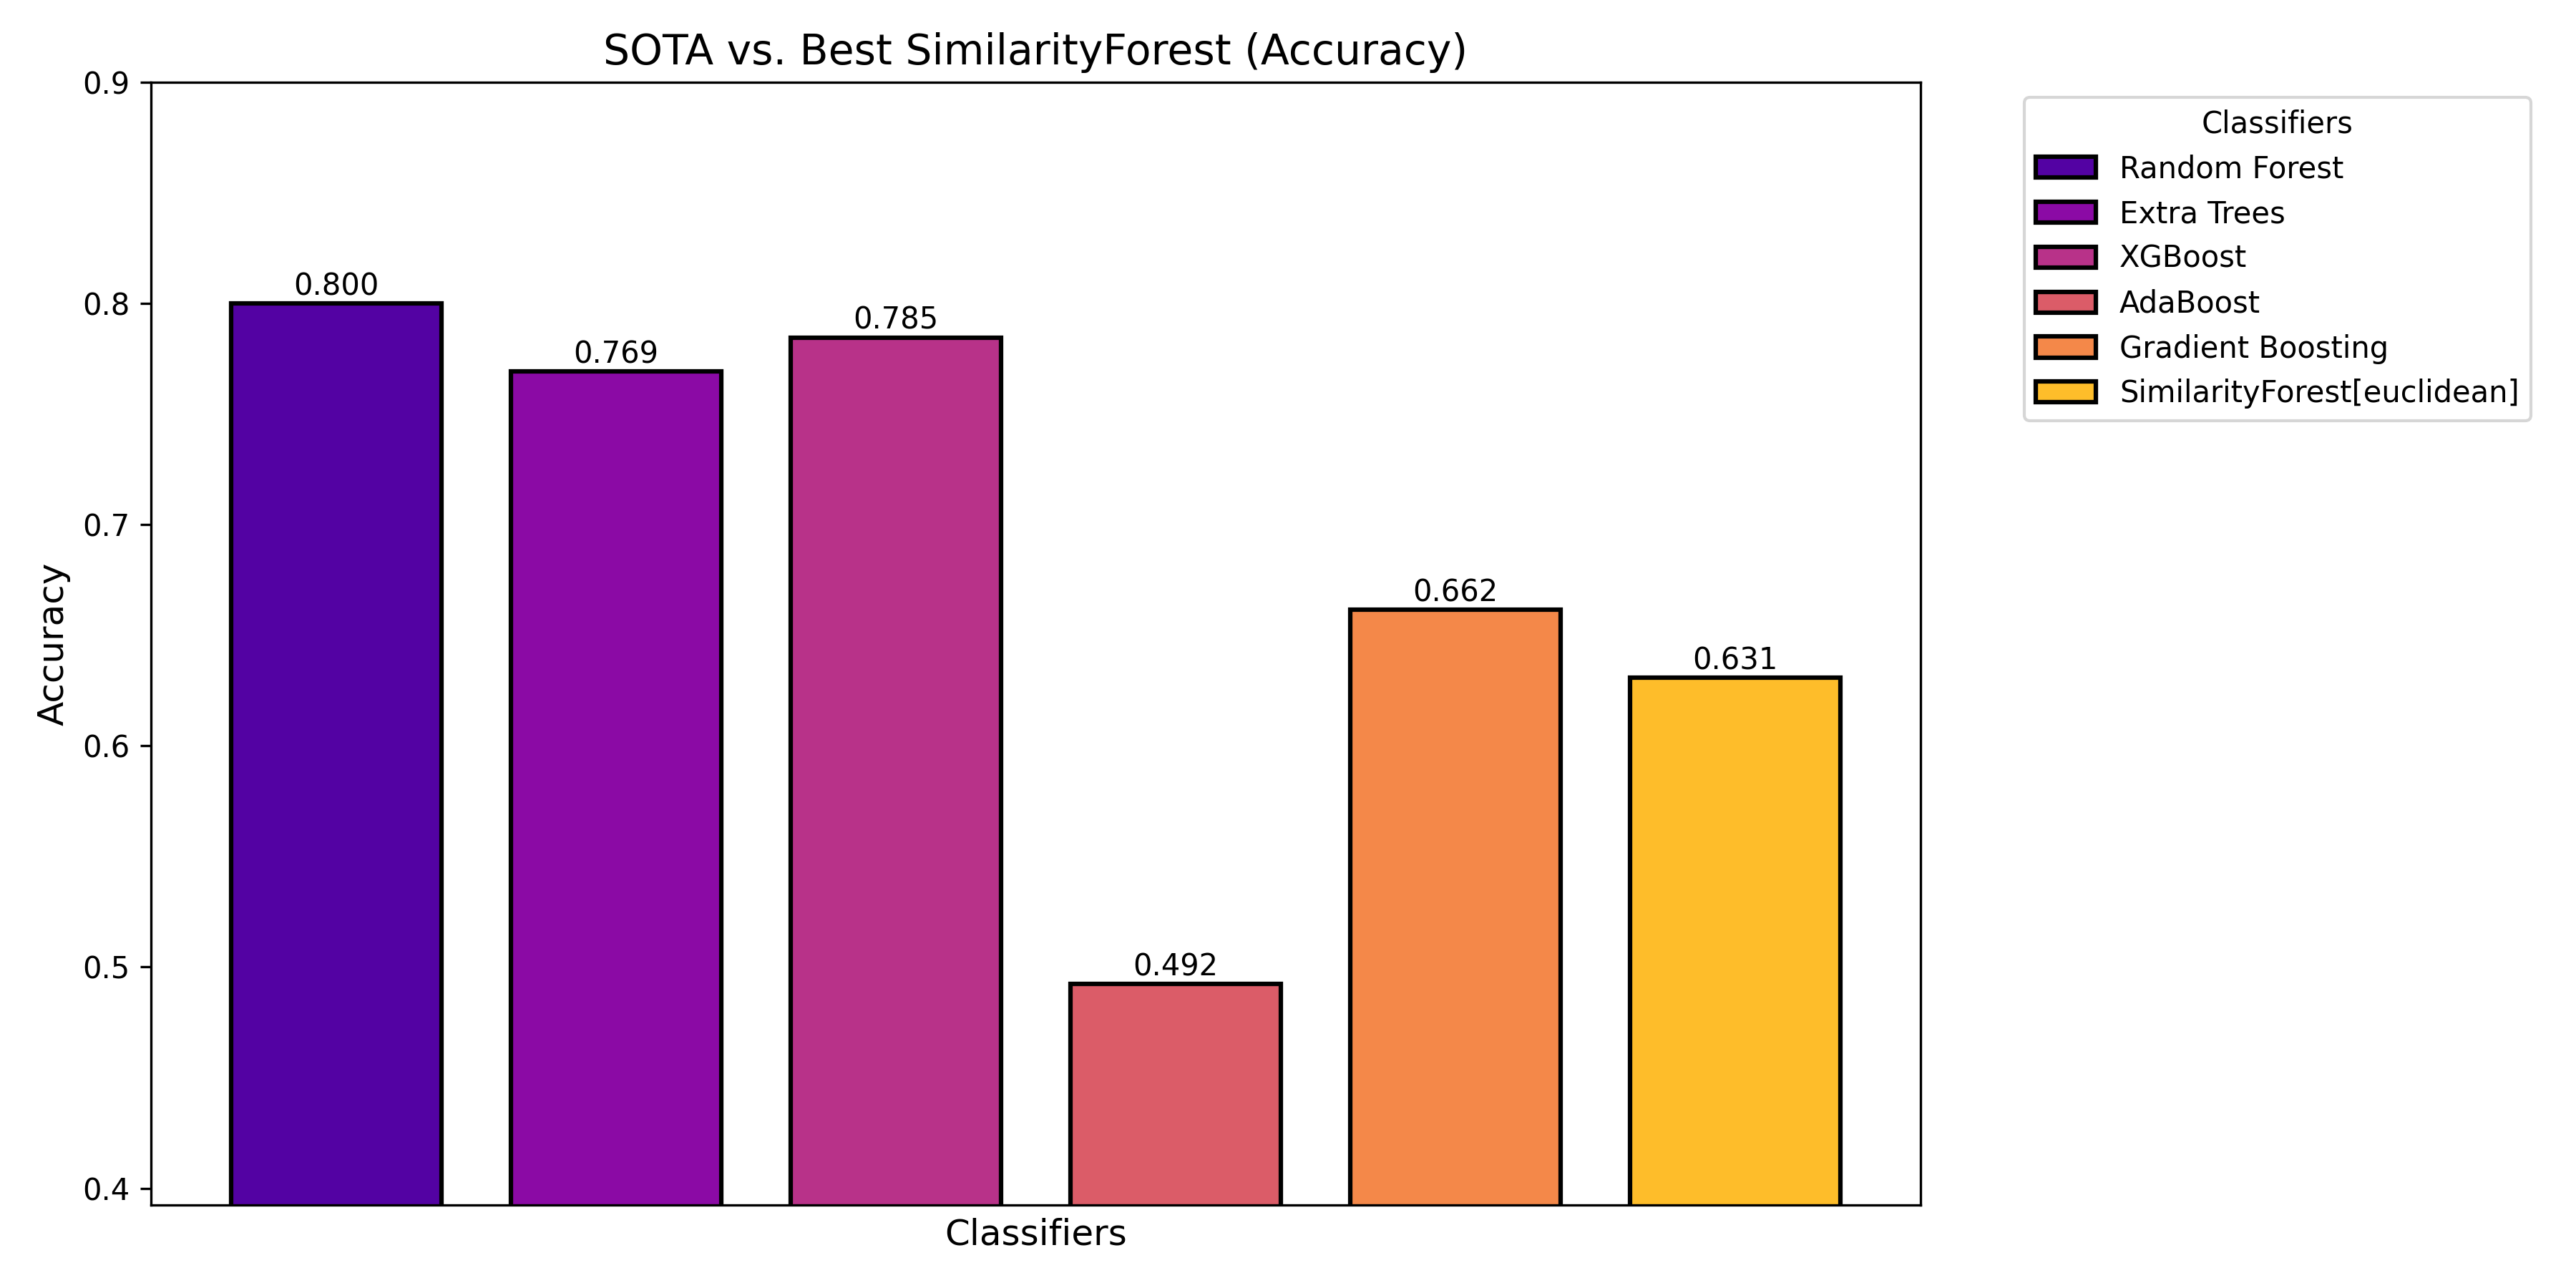 SOTA vs. Best SimilarityForest (Accuracy)
0.9
0.8
0.7
0.6
0.5
0.4
Accuracy
0.800
0.769
0.785
0.492
0.662
0.631
Classifiers
Classifiers
Random Forest
Extra Trees
XGBoost
AdaBoost
Gradient Boosting
SimilarityForest[euclidean]